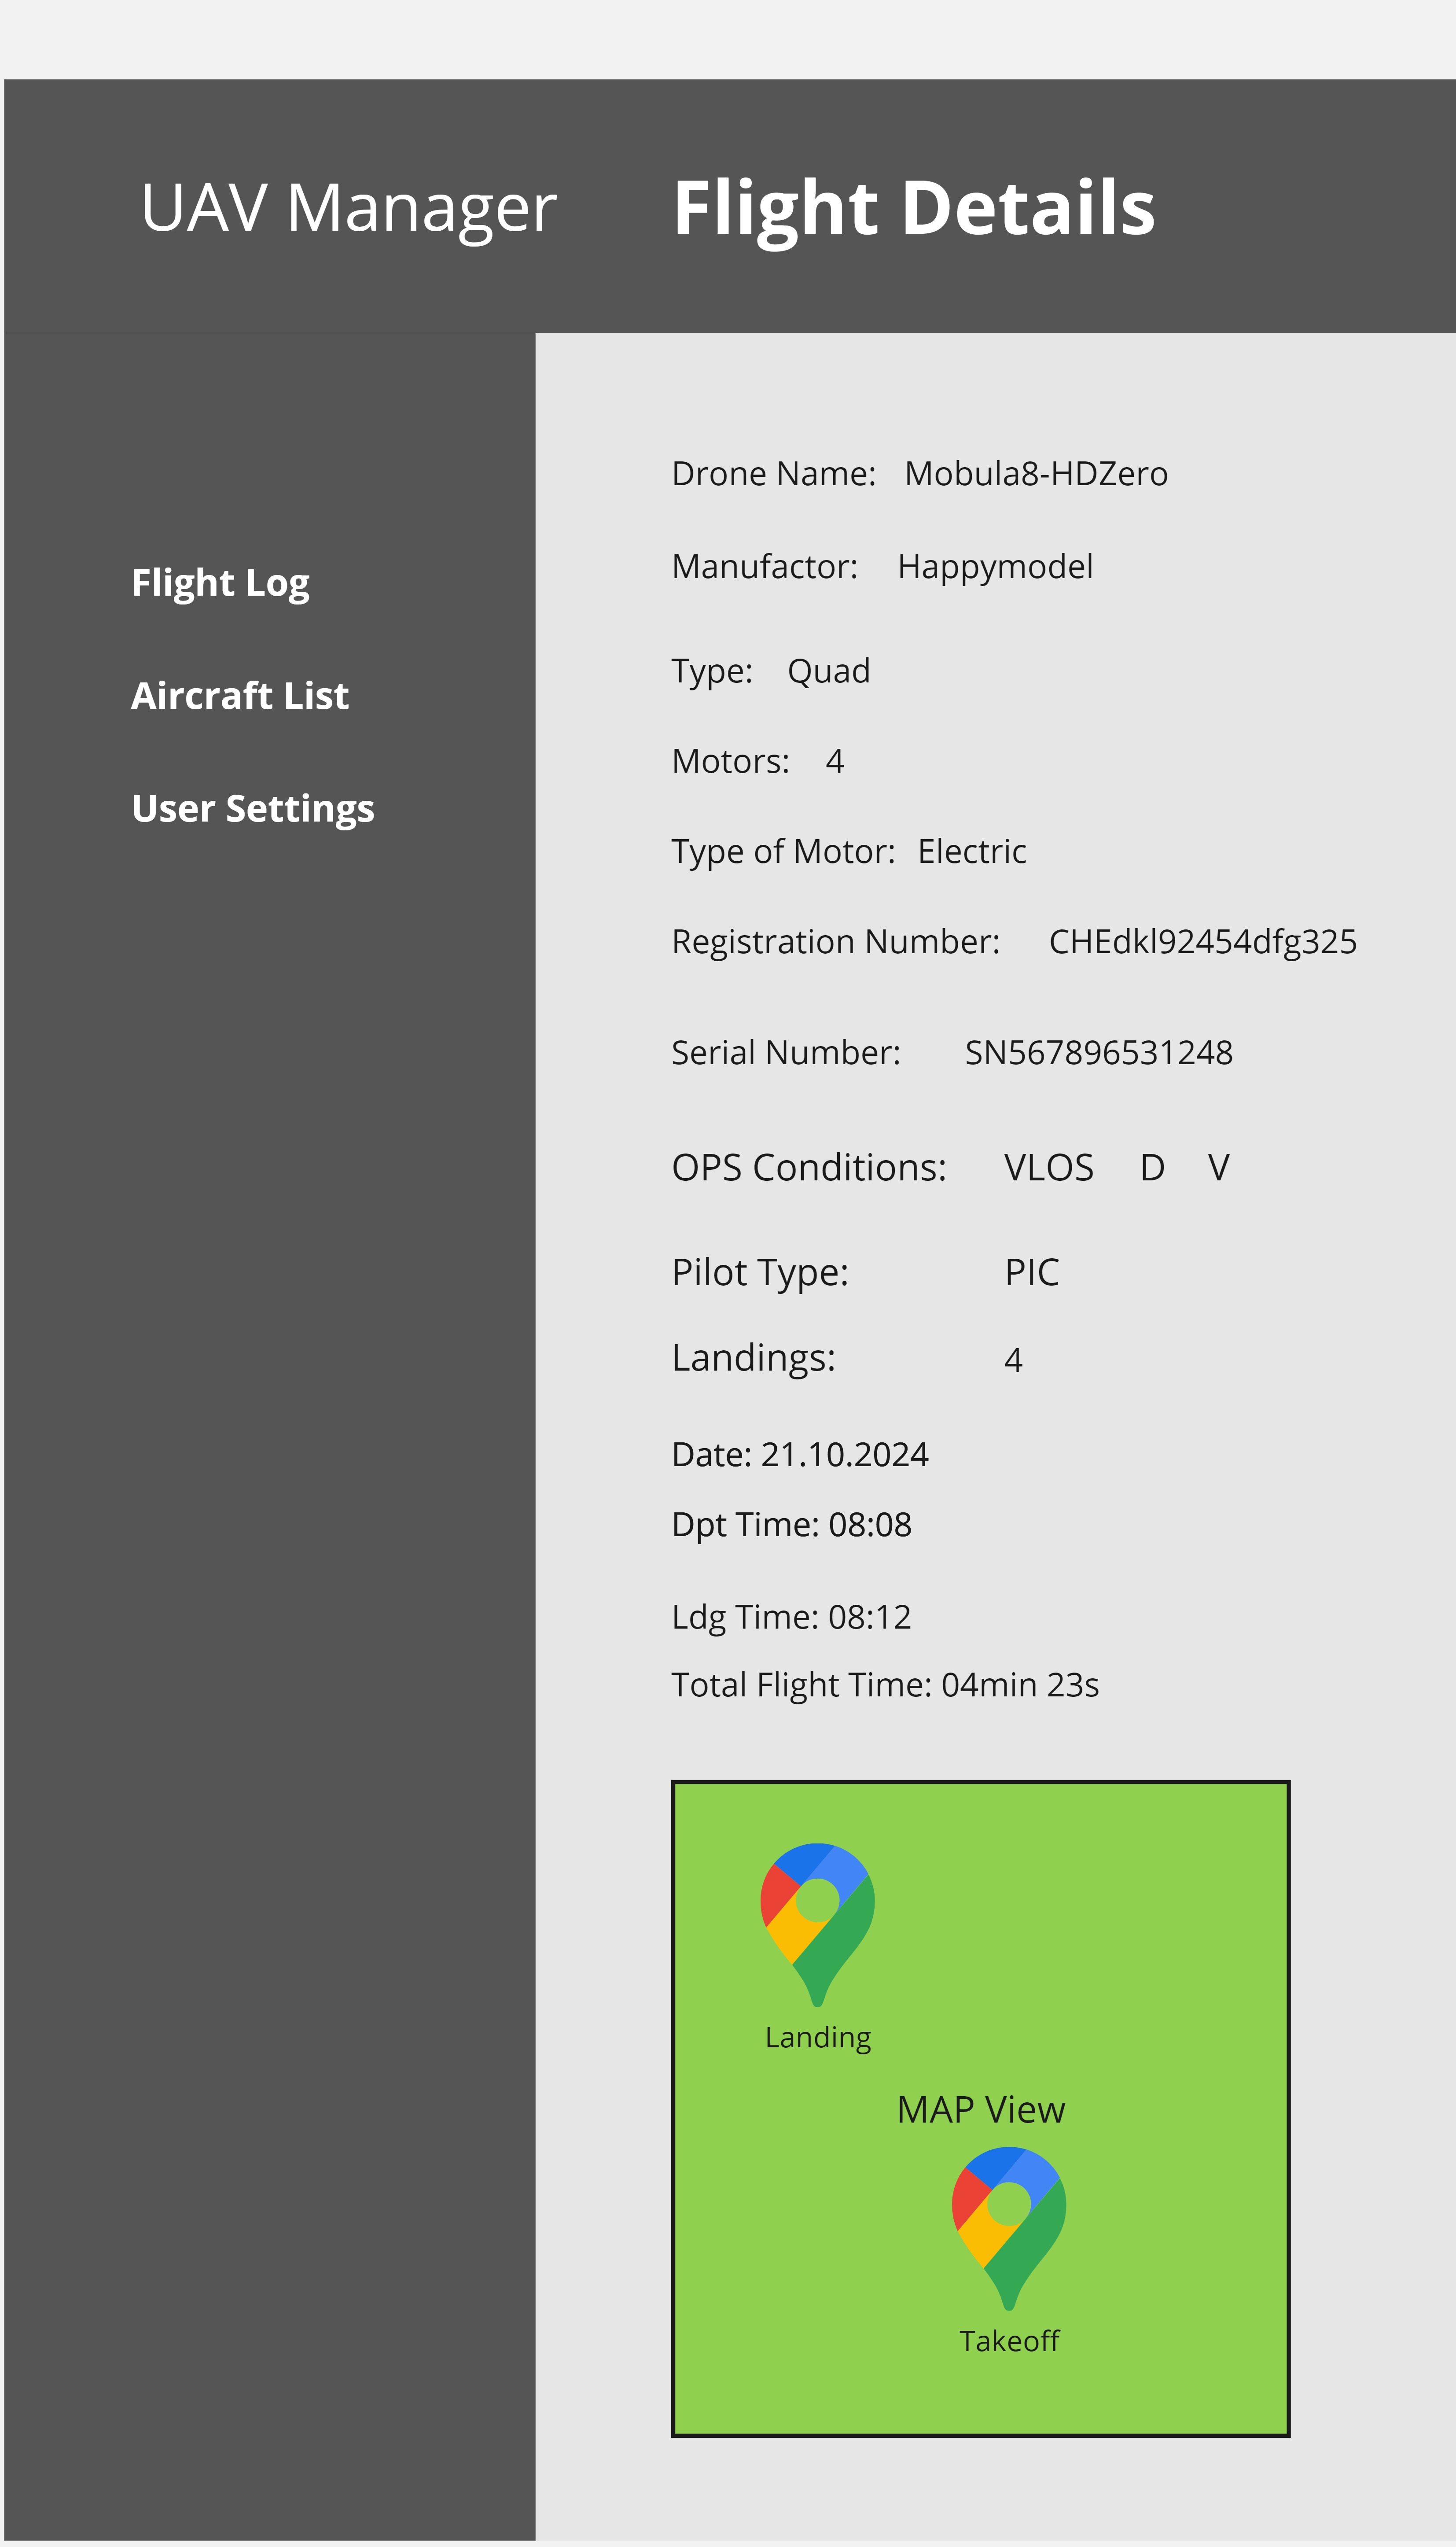 UAV Manager
Flight Details
Flight Log
Aircraft List
User Settings
Drone Name: Mobula8-HDZero
Manufactor: Happymodel
Type: Quad
Motors: 4
Type of Motor: Electric
Registration Number: CHEdkl92454dfg325
Serial Number: SN567896531248
OPS Conditions: VLOS D V
Pilot Type: PIC
Landings: 4
Date: 21.10.2024
Dpt Time: 08:08
Ldg Time: 08:12
Total Flight Time: 04min 23s
Landing
MAP View
Takeoff